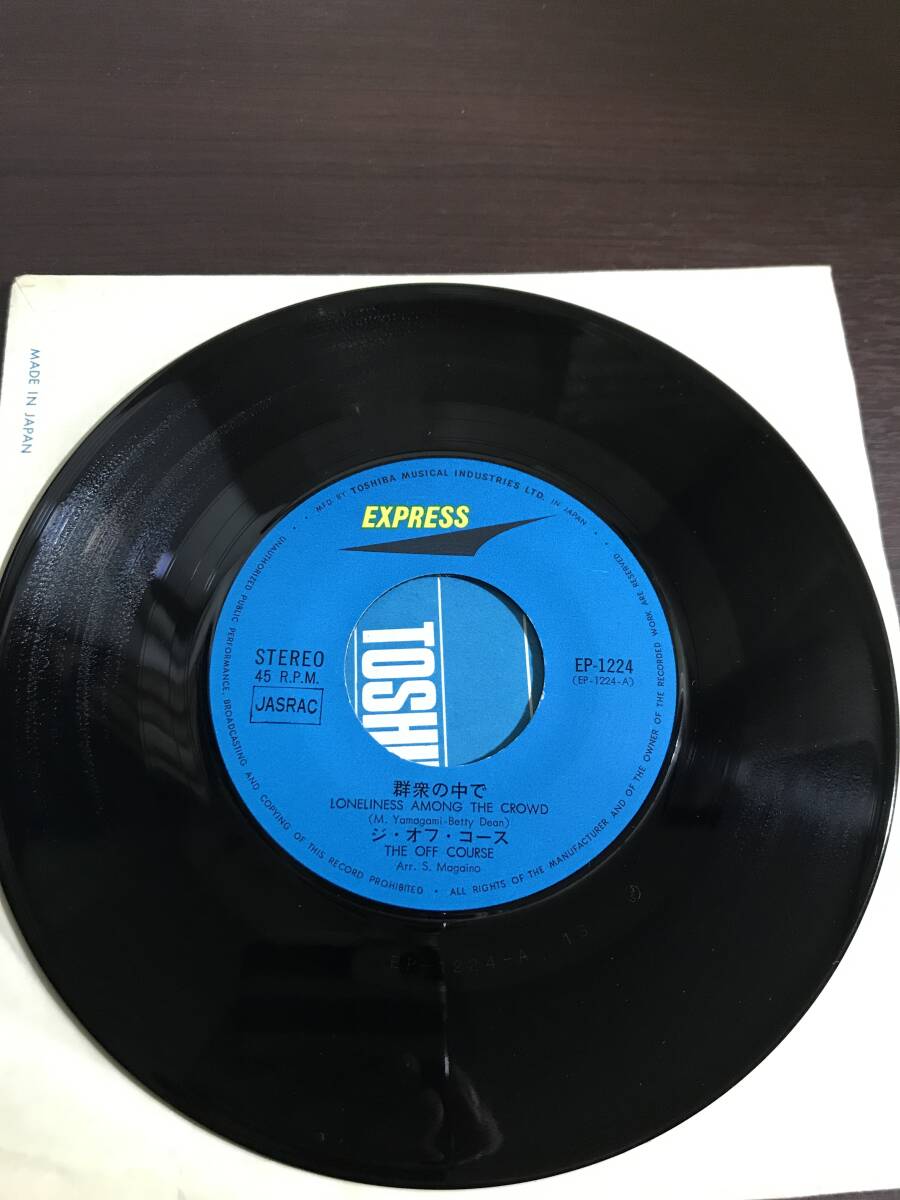 MADE IN JAPAN
MFD. BY TOSHIBA MUSICAL INDUSTRIES LTD. IN JAPAN
EXPRESS
TOSHI
STEREO
45 R.P.M.
JASRAC
EP-1224
(EP-1224-A)
群衆の中で
LONELINESS AMONG THE CROWD
(M. Yamagami-Betty Dean)
ジ・オフ・コース
THE OFF COURSE
Arr. S. Magaino
UNAUTHORIZED PUBLIC PERFORMANCE, BROADCASTING AND COPYING OF THIS RECORD PROHIBITED • ALL RIGHTS OF THE MANUFACTURER AND OF THE OWNER OF THE RECORDED WORK ARE RESERVED
EP-1224-A 1S